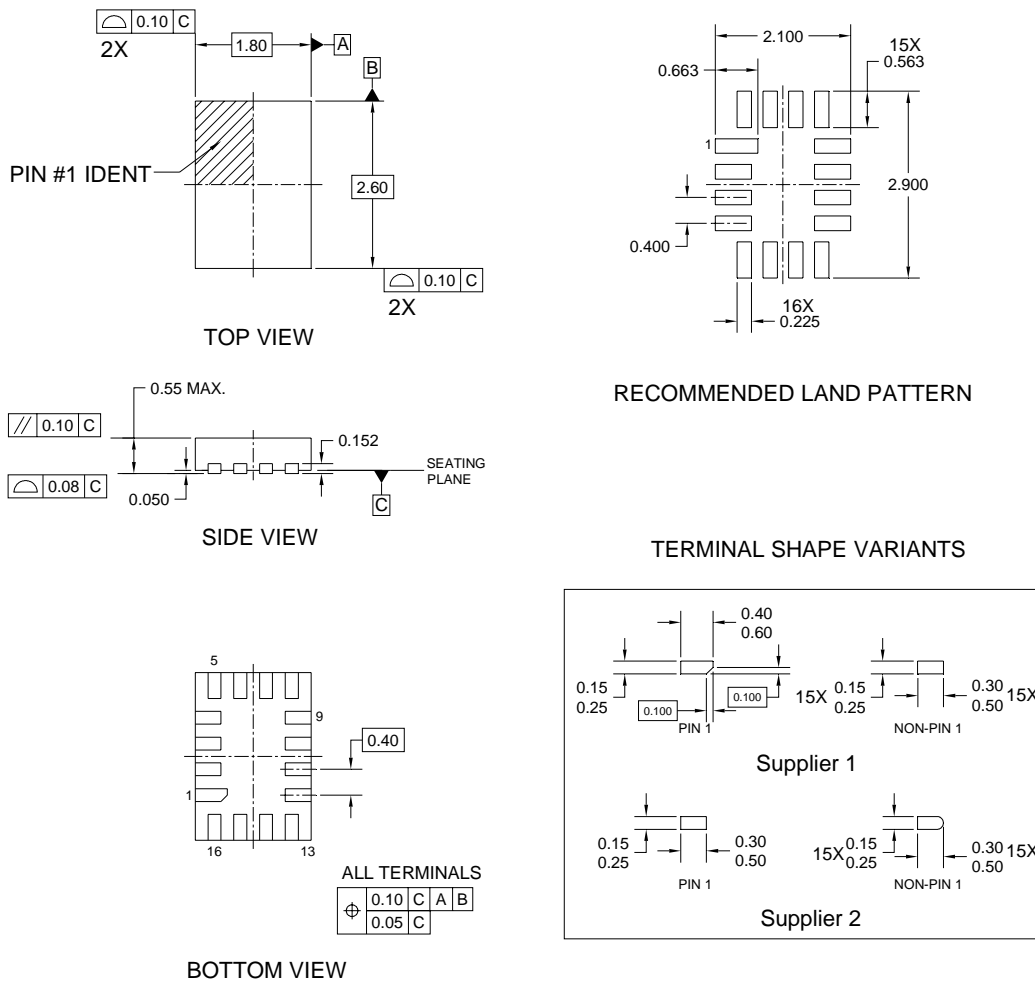 0.10 C
2X
1.80
A
B
PIN #1 IDENT
2.60
0.10 C
2X
TOP VIEW
2.100
0.663
15X
0.563
1
2.900
0.400
16X
0.225
RECOMMENDED LAND PATTERN
0.55 MAX.
// 0.10 C
0.152
0.08 C
0.050
SEATING
PLANE
C
SIDE VIEW
TERMINAL SHAPE VARIANTS
0.40
0.60
0.15
0.25
0.100
0.100
PIN 1
15X
0.15
0.25
0.30
0.50
15X
NON-PIN 1
Supplier 1
0.15
0.25
0.30
0.50
PIN 1
15X
0.15
0.25
0.30
0.50
15X
NON-PIN 1
Supplier 2
5
9
0.40
1
16
13
ALL TERMINALS
0.10 C A B
0.05 C
BOTTOM VIEW